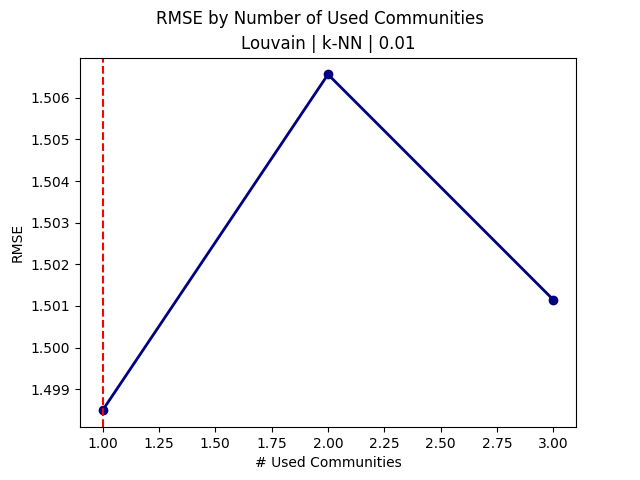 RMSE by Number of Used Communities
Louvain | k-NN | 0.01
1.506
1.505
1.504
1.503
1.502
1.501
1.500
1.499
RMSE
1.00 1.25 1.50 1.75 2.00 2.25 2.50 2.75 3.00
# Used Communities